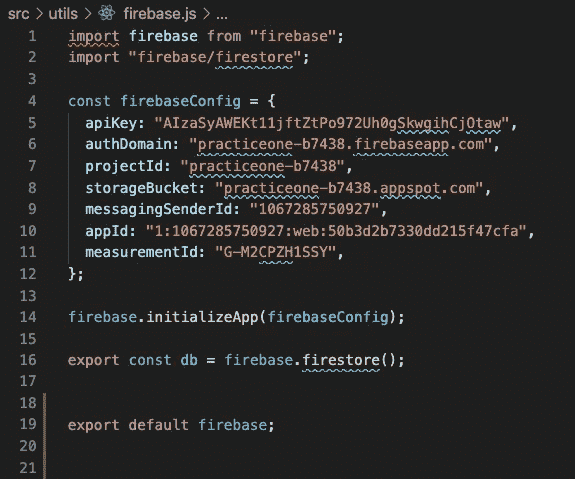 src > utils > firebase.js > ...
1 import firebase from "firebase";
2 import "firebase/firestore";
3
4 const firebaseConfig = {
5 apiKey: "AIzaSyAWEKt11jftZtPo972Uh0gSkwgihCjOtaw",
6 authDomain: "practiceone-b7438.firebaseapp.com",
7 projectId: "practiceone-b7438",
8 storageBucket: "practiceone-b7438.appspot.com",
9 messagingSenderId: "1067285750927",
10 appId: "1:1067285750927:web:50b3d2b7330dd215f47cfa",
11 measurementId: "G-M2CPZH1SSY",
12 };
13
14 firebase.initializeApp(firebaseConfig);
15
16 export const db = firebase.firestore();
17
18
19 export default firebase;
20
21